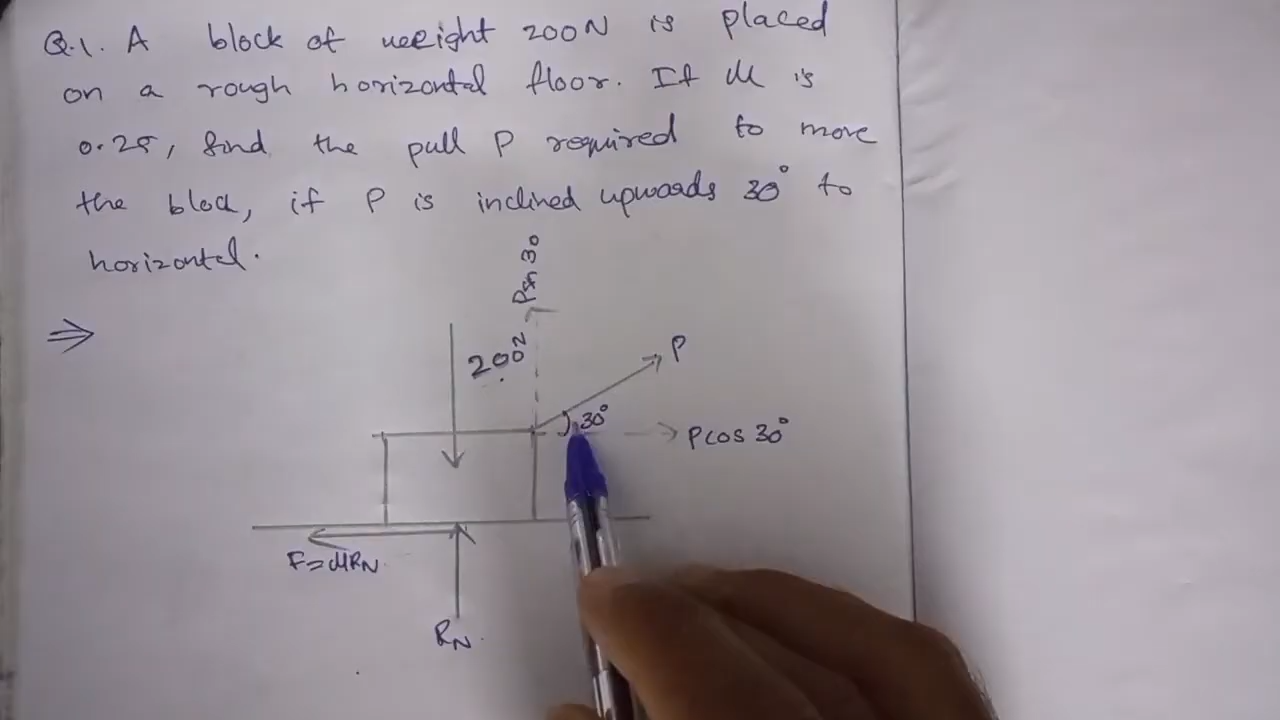 Q.1. A block of weight 200N is placed
on a rough horizontal floor. If μ is
0.25, find the pull P required to move
the block, if P is inclined upwards 30° to
horizontal.
⇒
Psin 30
200N
P
30°
P cos 30°
F=μRN
RN